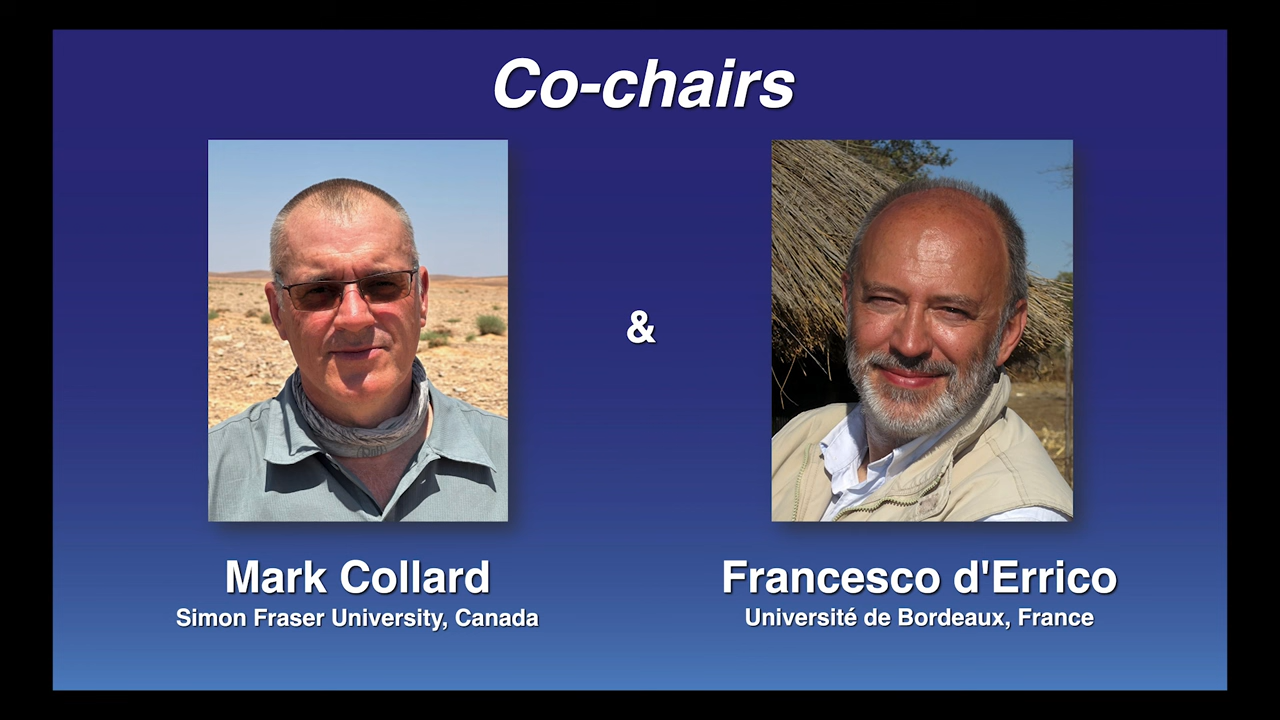 Co-chairs
&
Mark Collard
Simon Fraser University, Canada
Francesco d'Errico
Université de Bordeaux, France